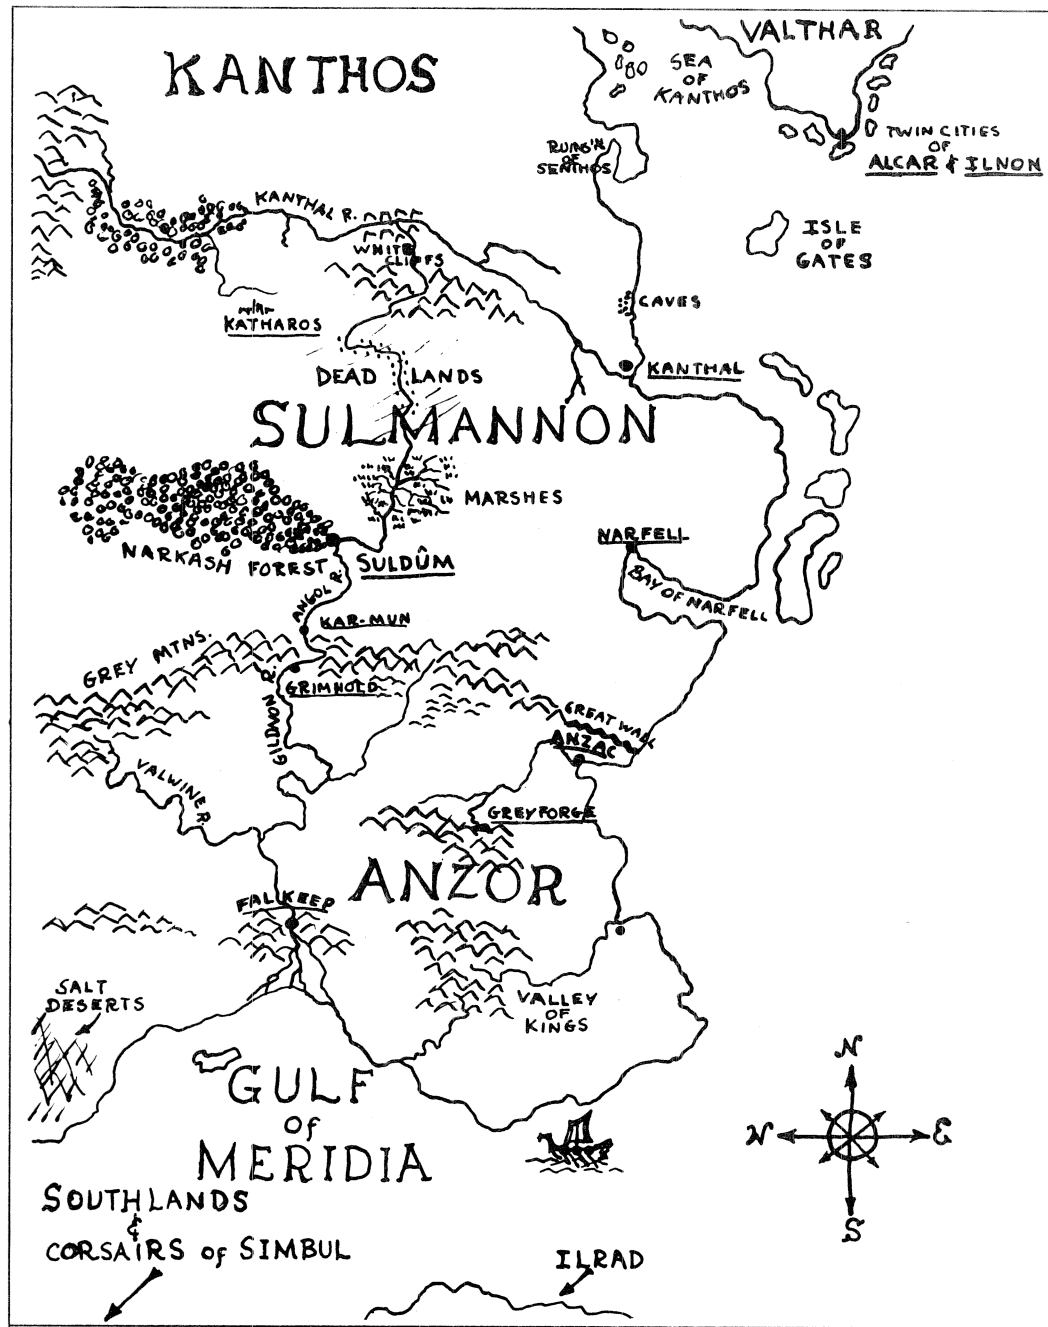 VALTHAR
KANTHOS
SEA
OF
KANTHOS
TWIN CITIES
OF
ALCAR & ILNON
RUINS'N
OF
SENTHOS
KANTHAL R.
ISLE
OF
GATES
WHITE
CLIFFS
CAVES
KATHAROS
KANTHAL
DEAD LANDS
SULMANNON
MARSHES
NARKASH FOREST
SULDÛM
NARFELL
BAY OF NARFELL
ANGOL R.
KAR-MUN
GREY MTNS.
GRIMHOLD
GILDNON R.
GREAT WALL
ANZAC
VALWINE R.
GREYFORGE
ANZOR
FALKEEP
SALT
DESERTS
VALLEY
OF
KINGS
GULF
of
MERIDIA
N
W E
S
SOUTHLANDS
&
CORSAIRS of SIMBUL
ILRAD